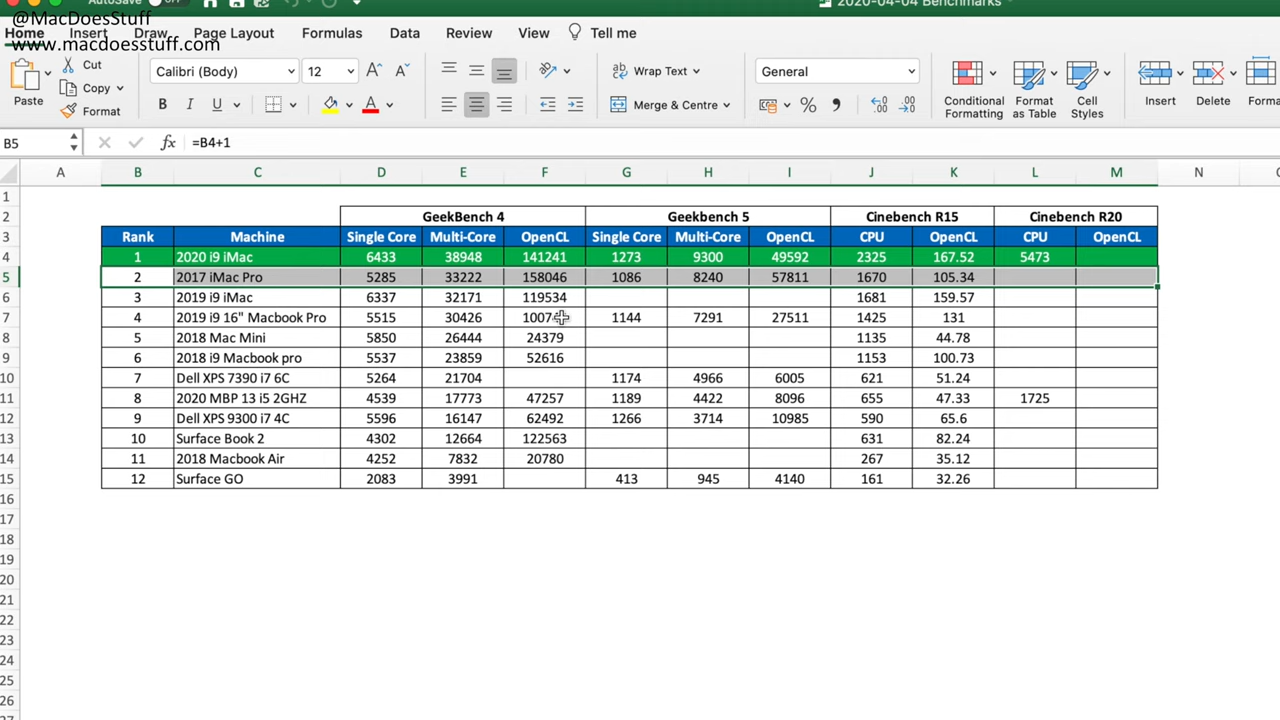 AutoSave
2020-04-04 Benchmarks
@MacDoesStuff
Home Insert Draw Page Layout Formulas Data Review View Tell me
www.macdoesstuff.com
Paste Cut Copy Format
Calibri (Body) 12
B I U
Wrap Text
Merge & Centre
General
Conditional Formatting
Format as Table
Cell Styles
Insert Delete
B5 fx =B4+1
A B C D E F G H I J K L M N
1
2 GeekBench 4 Geekbench 5 Cinebench R15 Cinebench R20
3 Rank Machine Single Core Multi-Core OpenCL Single Core Multi-Core OpenCL CPU OpenCL CPU OpenCL
4 1 2020 i9 iMac 6433 38948 141241 1273 9300 49592 2325 167.52 5473
5 2 2017 iMac Pro 5285 33222 158046 1086 8240 57811 1670 105.34
6 3 2019 i9 iMac 6337 32171 119534 1681 159.57
7 4 2019 i9 16" Macbook Pro 5515 30426 1144 7291 27511 1425 131
8 5 2018 Mac Mini 5850 26444 24379 1135 44.78
9 6 2018 i9 Macbook pro 5537 23859 52616 1153 100.73
10 7 Dell XPS 7390 i7 6C 5264 21704 1174 4966 6005 621 51.24
11 8 2020 MBP 13 i5 2GHZ 4539 17773 47257 1189 4422 8096 655 47.33 1725
12 9 Dell XPS 9300 i7 4C 5596 16147 62492 1266 3714 10985 590 65.6
13 10 Surface Book 2 4302 12664 122563 631 82.24
14 11 2018 Macbook Air 4252 7832 20780 267 35.12
15 12 Surface GO 2083 3991 413 945 4140 161 32.26
16
17
18
19
20
21
22
23
24
25
26